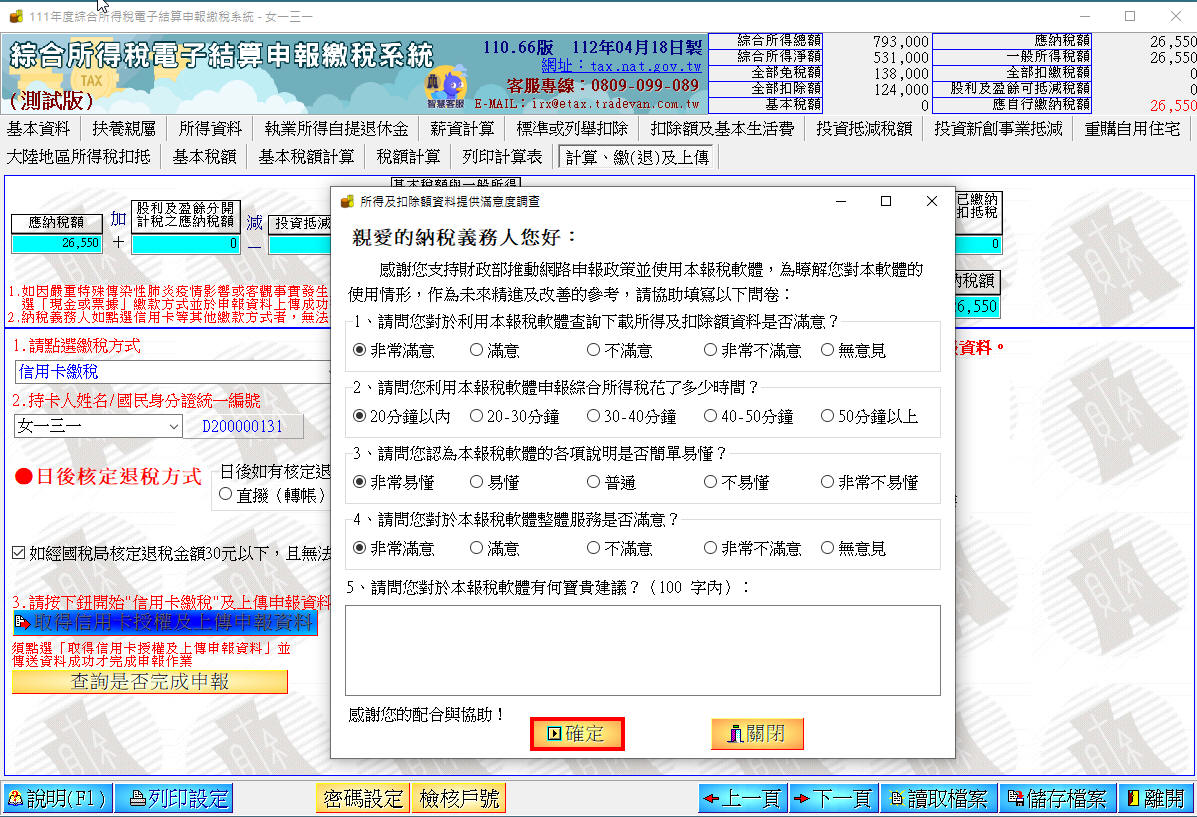 111年度綜合所得稅電子結算申報繳稅系統 - 女一三一
綜合所得稅電子結算申報繳稅系統
(測試版)
TAX
智慧客服
110.66版 112年04月18日製
網址：tax.nat.gov.tw
客服專線：0809-099-089
E-MAIL：irx@etax.tradevan.com.tw
綜合所得總額 793,000 應納稅額 26,550
綜合所得淨額 531,000 一般所得稅額 26,550
全部免稅額 138,000 全部扣繳稅額 0
全部扣除額 124,000 股利及盈餘可抵減稅額 0
基本稅額 0 應自行繳納稅額 26,550
基本資料 扶養親屬 所得資料 執業所得自提退休金 薪資計算 標準或列舉扣除 扣除額及基本生活費 投資抵減稅額 投資新創事業抵減 重購自用住宅
大陸地區所得稅扣抵 基本稅額 基本稅額計算 稅額計算 列印計算表 計算、繳(退)及上傳
基本稅額與一般所得
應納稅額
26,550
加
＋
股利及盈餘分開
計稅之應納稅額
0
減
—
投資抵減
已繳納
扣抵稅
0
納稅額
26,550
1.如因嚴重特殊傳染性肺炎疫情影響或客觀事實發生
選「現金或票據」繳款方式並於申報資料上傳成功
2.納稅義務人如點選信用卡等其他繳款方式者，無法
1.請點選繳稅方式
信用卡繳稅
2.持卡人姓名/國民身分證統一編號
女一三一 D200000131
●日後核定退稅方式
日後如有核定退
直撥（轉帳）
如經國稅局核定退稅金額30元以下，且無法
3.請按下鈕開始"信用卡繳稅"及上傳申報資料
取得信用卡授權及上傳申報資料
須點選「取得信用卡授權及上傳申報資料」並
傳送資料成功才完成申報作業
查詢是否完成申報
資料。
所得及扣除額資料提供滿意度調查
親愛的納稅義務人您好：
感謝您支持財政部推動網路申報政策並使用本報稅軟體，為瞭解您對本軟體的
使用情形，作為未來精進及改善的參考，請協助填寫以下問卷：
1、請問您對於利用本報稅軟體查詢下載所得及扣除額資料是否滿意？
非常滿意 滿意 不滿意 非常不滿意 無意見
2、請問您利用本報稅軟體申報綜合所得稅花了多少時間？
20分鐘以內 20-30分鐘 30-40分鐘 40-50分鐘 50分鐘以上
3、請問您認為本報稅軟體的各項說明是否簡單易懂？
非常易懂 易懂 普通 不易懂 非常不易懂
4、請問您對於本報稅軟體整體服務是否滿意？
非常滿意 滿意 不滿意 非常不滿意 無意見
5、請問您對於本報稅軟體有何寶貴建議？（100 字內）：
感謝您的配合與協助！
確定 關閉
說明(F1) 列印設定 密碼設定 檢核戶號 上一頁 下一頁 讀取檔案 儲存檔案 離開